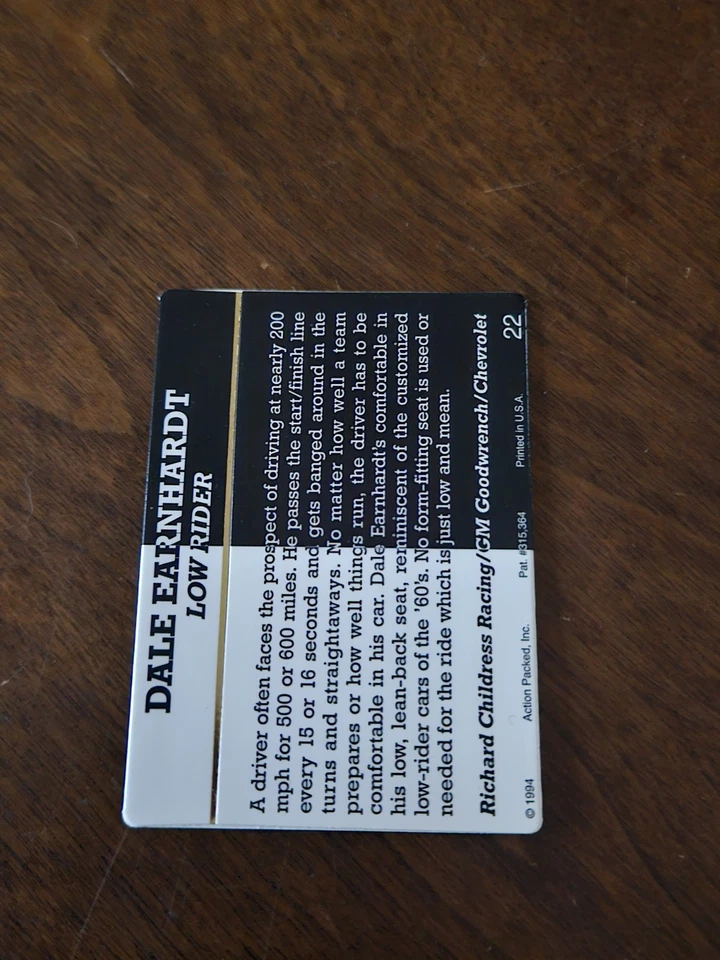 DALE EARNHARDT
LOW RIDER
A driver often faces the prospect of driving at nearly 200
mph for 500 or 600 miles. He passes the start/finish line
every 15 or 16 seconds and gets banged around in the
turns and straightaways. No matter how well a team
prepares or how well things run, the driver has to be
comfortable in his car. Dale Earnhardt's comfortable in
his low, lean-back seat, reminiscent of the customized
low-rider cars of the '60's. No form-fitting seat is used or
needed for the ride which is just low and mean.
Richard Childress Racing/GM Goodwrench/Chevrolet
© 1994 Action Packed, Inc. Pat. #315,364 Printed in U.S.A. 22